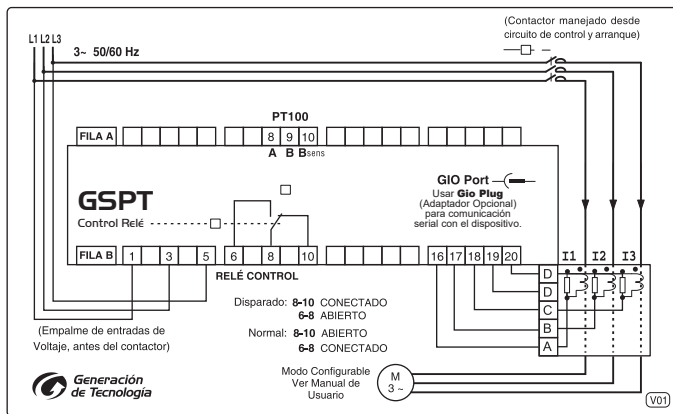 (Contactor manejado desde
circuito de control y arranque)
L1 L2 L3
3~ 50/60 Hz
PT100
FILA A
8 9 10
A B Bsens
GSPT
Control Relé
GIO Port
Usar Gio Plug
(Adaptador Opcional)
para comunicación
serial con el dispositivo.
FILA B 1 3 5 6 8 10 16 17 18 19 20
I1 I2 I3
RELÉ CONTROL
D
D
C
B
A
Disparado: 8-10 CONECTADO
6-8 ABIERTO
Normal: 8-10 ABIERTO
6-8 CONECTADO
(Empalme de entradas de
Voltaje, antes del contactor)
Generación
de Tecnología
Modo Configurable
Ver Manual de
Usuario
M
3 ~
V01